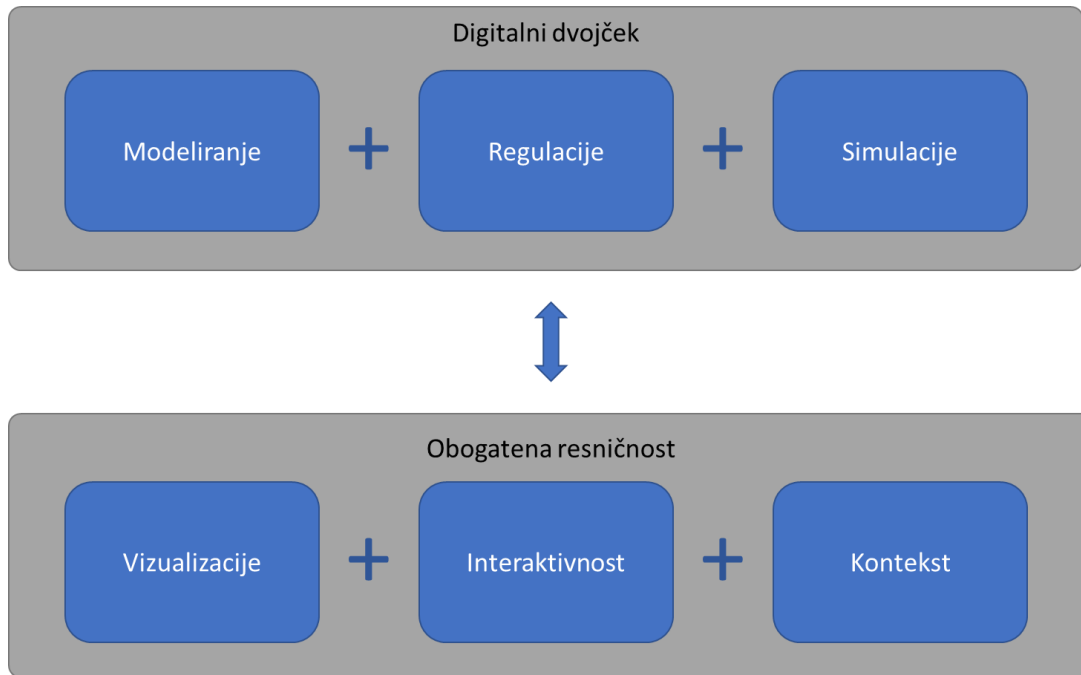 Digitalni dvojček
Modeliranje + Regulacije + Simulacije
Obogatena resničnost
Vizualizacije + Interaktivnost + Kontekst